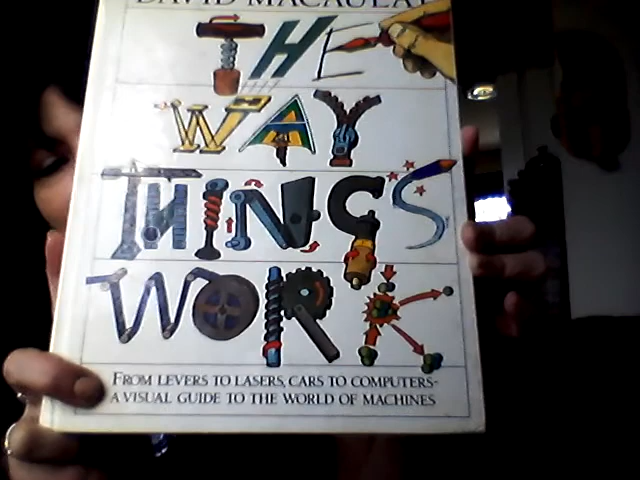 DAVID MACAULAY
THE
WAY
THINGS
WORK
FROM LEVERS TO LASERS, CARS TO COMPUTERS-
A VISUAL GUIDE TO THE WORLD OF MACHINES